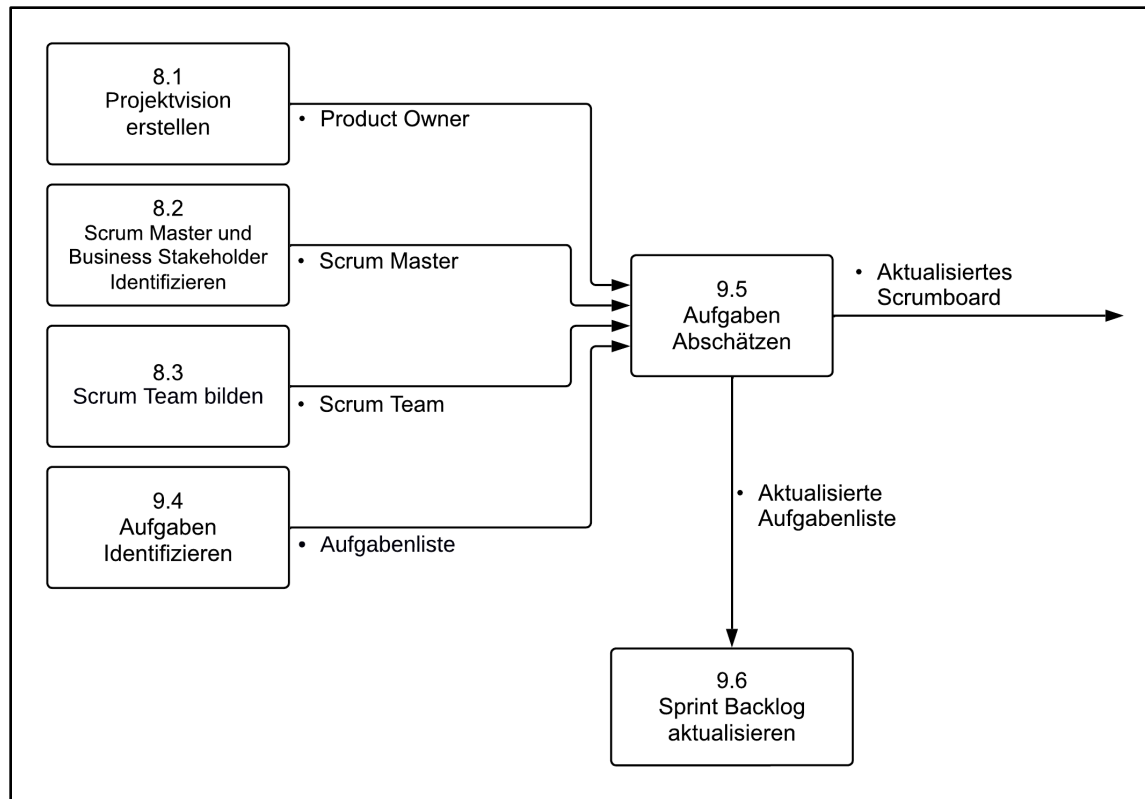 8.1
Projektvision
erstellen
• Product Owner
8.2
Scrum Master und
Business Stakeholder
Identifizieren
• Scrum Master
8.3
Scrum Team bilden
• Scrum Team
9.4
Aufgaben
Identifizieren
• Aufgabenliste
9.5
Aufgaben
Abschätzen
• Aktualisiertes
Scrumboard
• Aktualisierte
Aufgabenliste
9.6
Sprint Backlog
aktualisieren